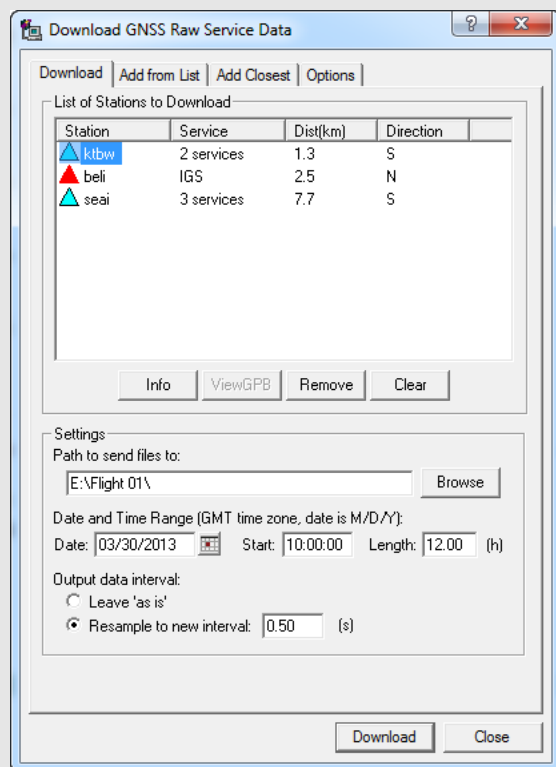 Download GNSS Raw Service Data
Download Add from List Add Closest Options
List of Stations to Download
Station Service Dist(km) Direction
ktbw 2 services 1.3 S
beli IGS 2.5 N
seai 3 services 7.7 S
Info ViewGPB Remove Clear
Settings
Path to send files to:
E:\Flight 01\ Browse
Date and Time Range (GMT time zone, date is M/D/Y):
Date: 03/30/2013 Start: 10:00:00 Length: 12.00 (h)
Output data interval:
Leave 'as is'
Resample to new interval: 0.50 (s)
Download Close